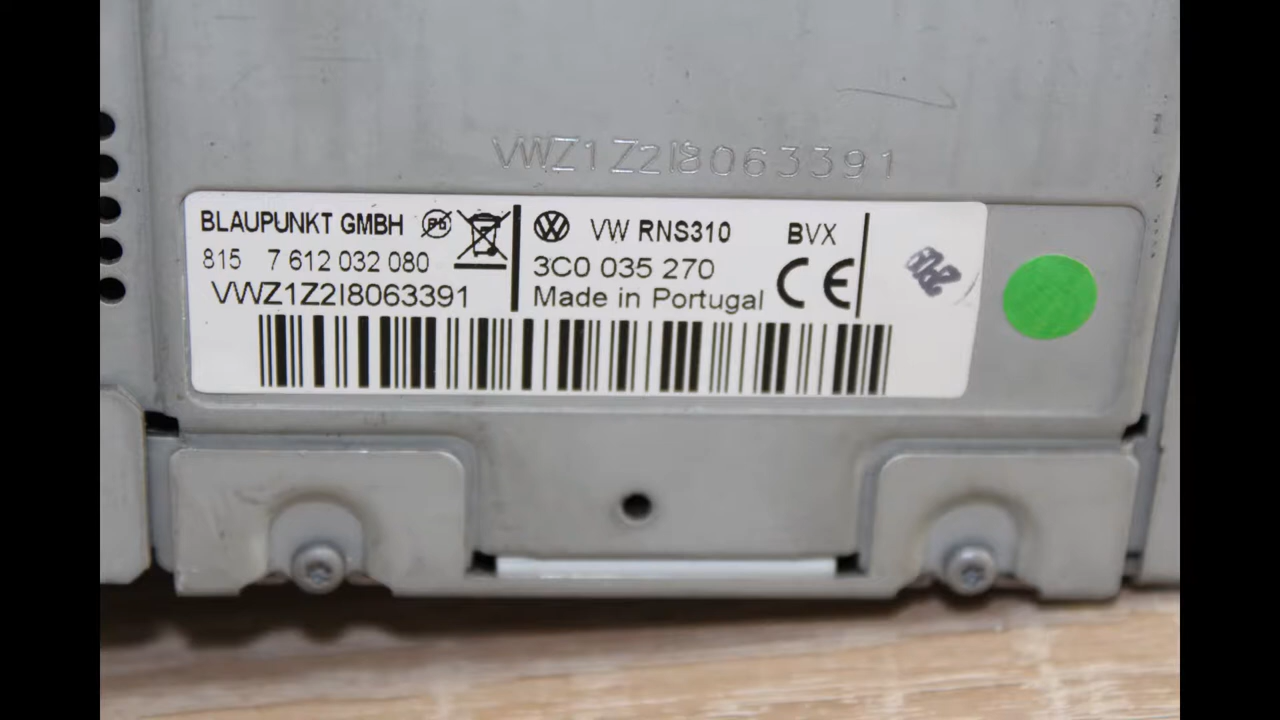 VWZ1Z2I8063391
BLAUPUNKT GMBH Pb
815 7 612 032 080
VWZ1Z2I8063391
VW RNS310 BVX
3C0 035 270
Made in Portugal CE